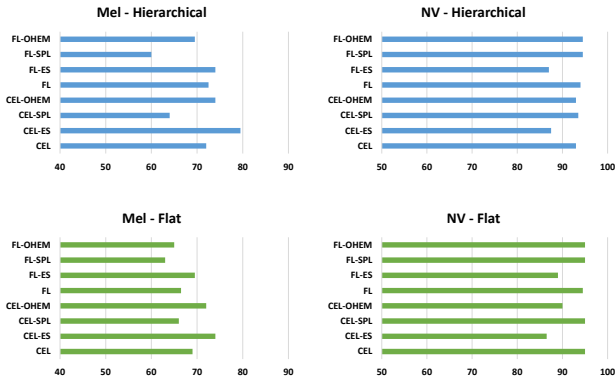 Mel - Hierarchical
FL-OHEM
FL-SPL
FL-ES
FL
CEL-OHEM
CEL-SPL
CEL-ES
CEL
40 50 60 70 80 90
NV - Hierarchical
FL-OHEM
FL-SPL
FL-ES
FL
CEL-OHEM
CEL-SPL
CEL-ES
CEL
50 60 70 80 90 100
Mel - Flat
FL-OHEM
FL-SPL
FL-ES
FL
CEL-OHEM
CEL-SPL
CEL-ES
CEL
40 50 60 70 80 90
NV - Flat
FL-OHEM
FL-SPL
FL-ES
FL
CEL-OHEM
CEL-SPL
CEL-ES
CEL
50 60 70 80 90 100